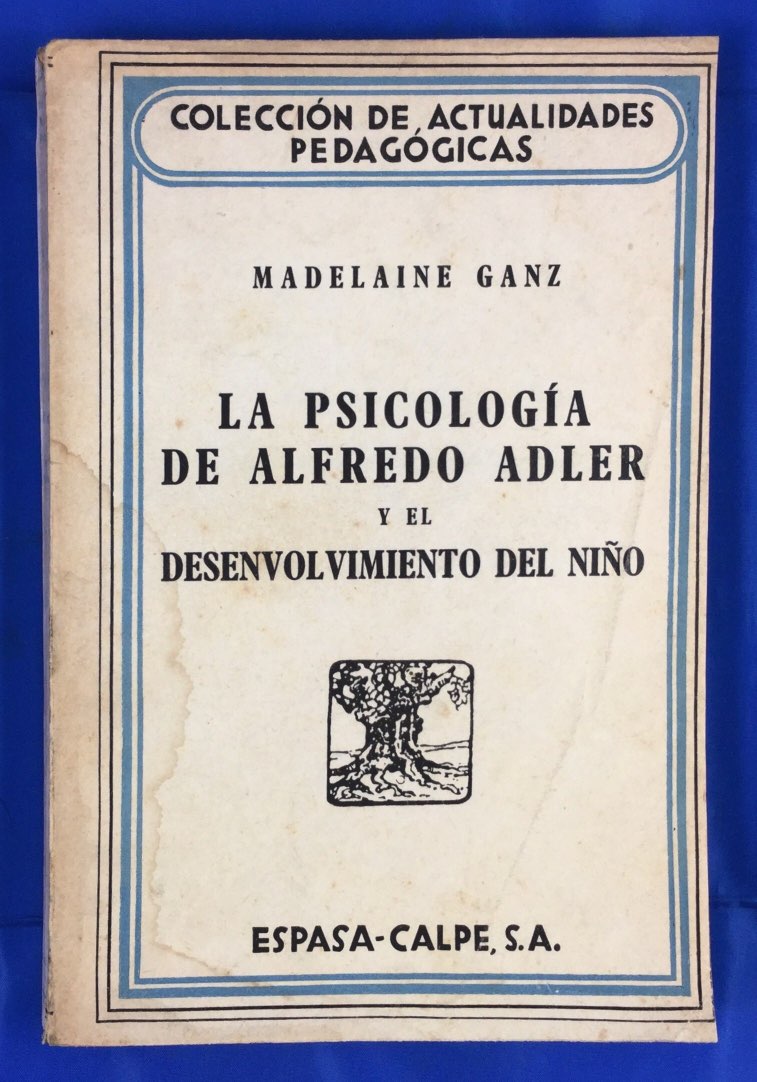 COLECCIÓN DE ACTUALIDADES
PEDAGÓGICAS
MADELAINE GANZ
LA PSICOLOGÍA
DE ALFREDO ADLER
Y EL
DESENVOLVIMIENTO DEL NIÑO
ESPASA-CALPE, S.A.